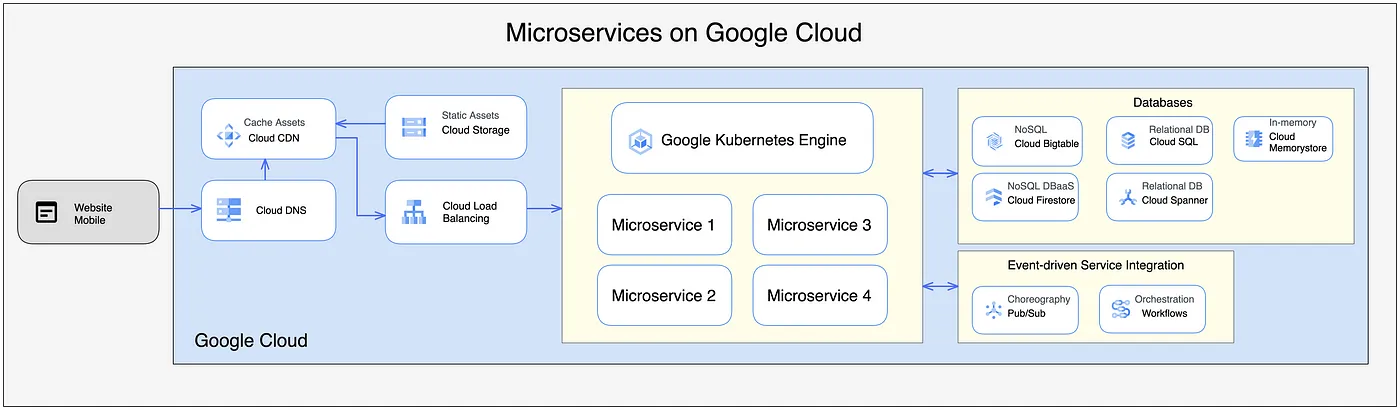 Microservices on Google Cloud
Cache Assets
Cloud CDN
Static Assets
Cloud Storage
Website
Mobile
Cloud DNS
Cloud Load
Balancing
Google Cloud
Google Kubernetes Engine
Microservice 1
Microservice 3
Microservice 2
Microservice 4
Databases
NoSQL
Cloud Bigtable
Relational DB
Cloud SQL
In-memory
Cloud
Memorystore
NoSQL DBaaS
Cloud Firestore
Relational DB
Cloud Spanner
Event-driven Service Integration
Choreography
Pub/Sub
Orchestration
Workflows